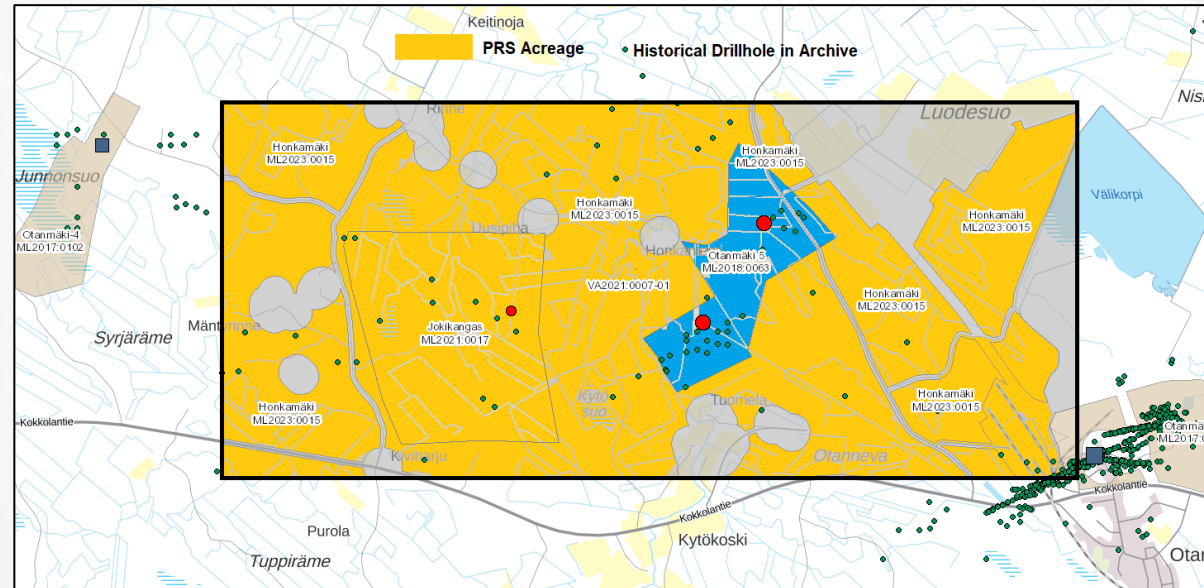 Keitinoja
PRS Acreage
Historical Drillhole in Archive
Rinne
Luodesuo
Honkamäki
ML2023:0015
Honkamäki
ML2023:0015
Junnonsuo
Välikorpi
Honkamäki
ML2023:0015
Honkamäki
ML2023:0015
Otanmäki-4
ML2017:0102
Uusipiha
Otanmäki-5
ML2018:0063
VA2021:0007-01
Honkamäki
ML2023:0015
Mäntyrinne
Syrjäräme
Jokikangas
ML2021:0017
Honkamäki
ML2023:0015
Kytö
suo
Tuomela
Honkamäki
ML2023:0015
Kokkolantie
Kiviharju
Otanneva
Kokkolantie
Kokkolantie
Purola
Kytökoski
Tuppiräme